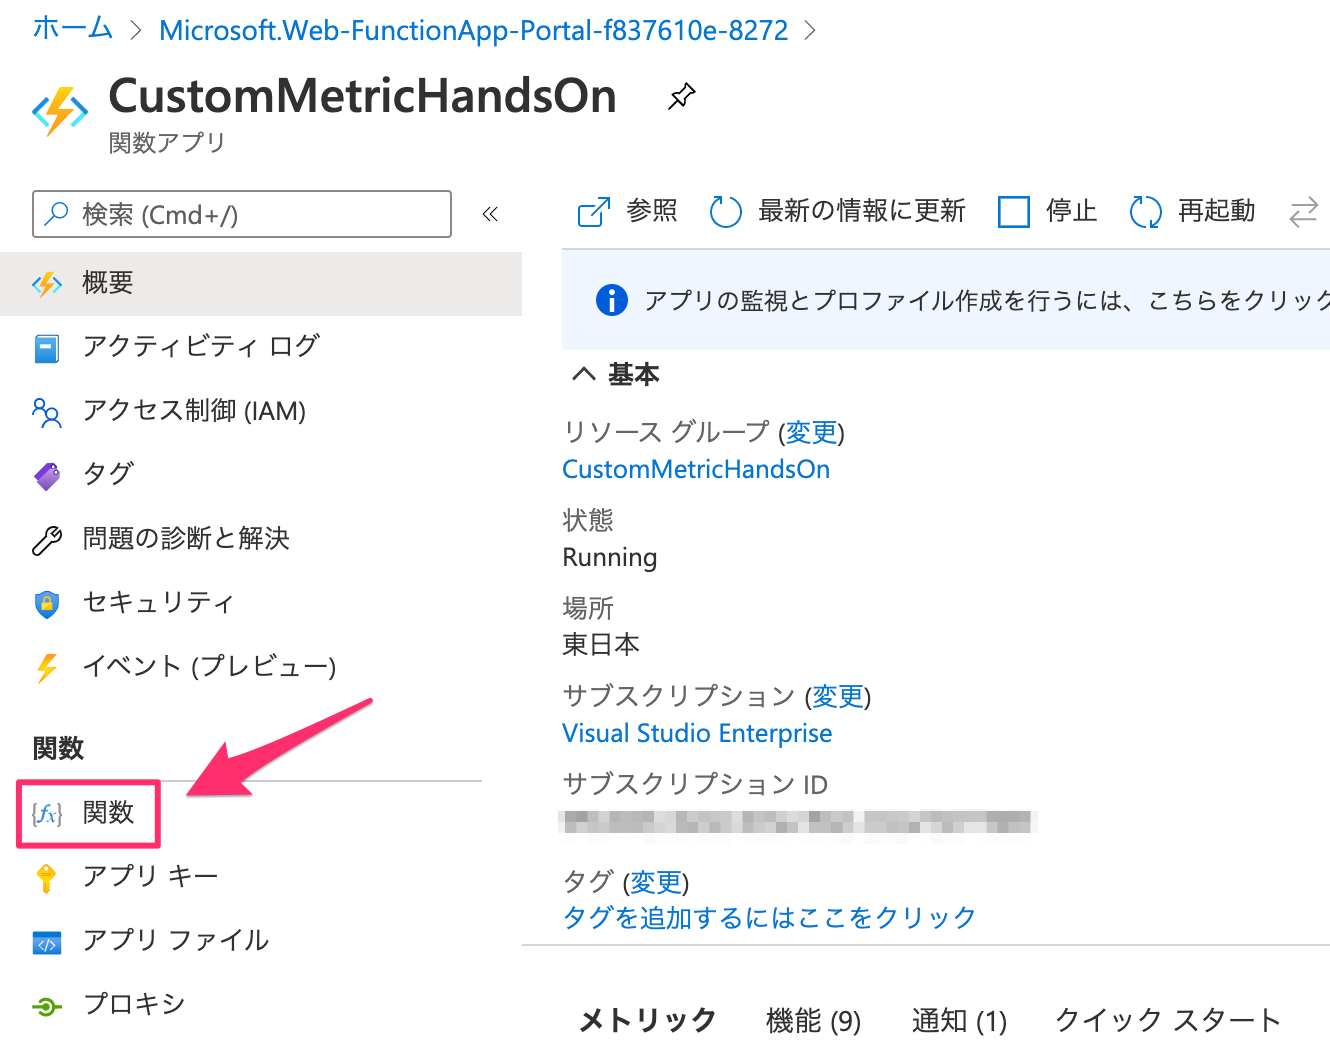 ホーム > Microsoft.Web-FunctionApp-Portal-f837610e-8272 >
CustomMetricHandsOn
関数アプリ
検索 (Cmd+/)
«
概要
アクティビティ ログ
アクセス制御 (IAM)
タグ
問題の診断と解決
セキュリティ
イベント (プレビュー)
関数
{fx} 関数
アプリ キー
アプリ ファイル
プロキシ
参照 最新の情報に更新 停止 再起動
アプリの監視とプロファイル作成を行うには、こちらをクリック
基本
リソース グループ (変更)
CustomMetricHandsOn
状態
Running
場所
東日本
サブスクリプション (変更)
Visual Studio Enterprise
サブスクリプション ID
タグ (変更)
タグを追加するにはここをクリック
メトリック 機能 (9) 通知 (1) クイック スタート